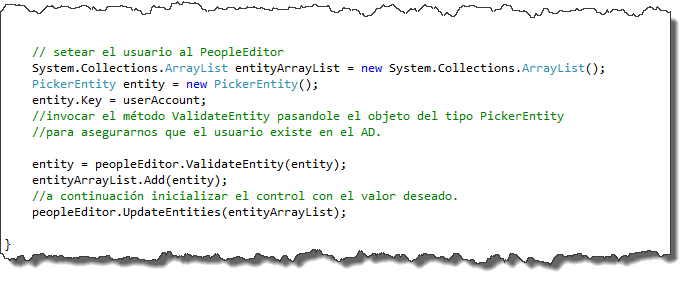 // setear el usuario al PeopleEditor
System.Collections.ArrayList entityArrayList = new System.Collections.ArrayList();
PickerEntity entity = new PickerEntity();
entity.Key = userAccount;
//invocar el método ValidateEntity pasandole el objeto del tipo PickerEntity
//para asegurarnos que el usuario existe en el AD.
entity = peopleEditor.ValidateEntity(entity);
entityArrayList.Add(entity);
//a continuación inicializar el control con el valor deseado.
peopleEditor.UpdateEntities(entityArrayList);
}